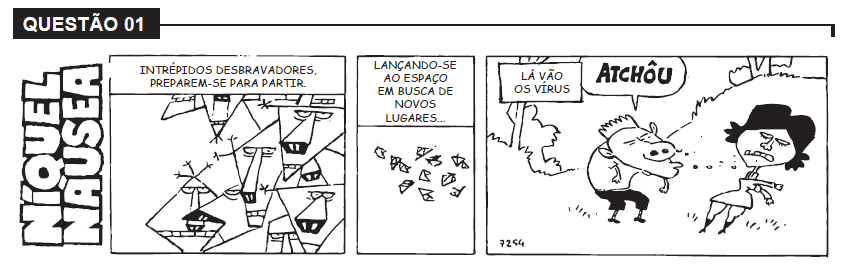 QUESTÃO 01
NÍQUEL
NÁUSEA
INTRÉPIDOS DESBRAVADORES,
PREPAREM-SE PARA PARTIR.
LANÇANDO-SE
AO ESPAÇO
EM BUSCA DE
NOVOS
LUGARES...
LÁ VÃO
OS VÍRUS
ATCHÔU
7254